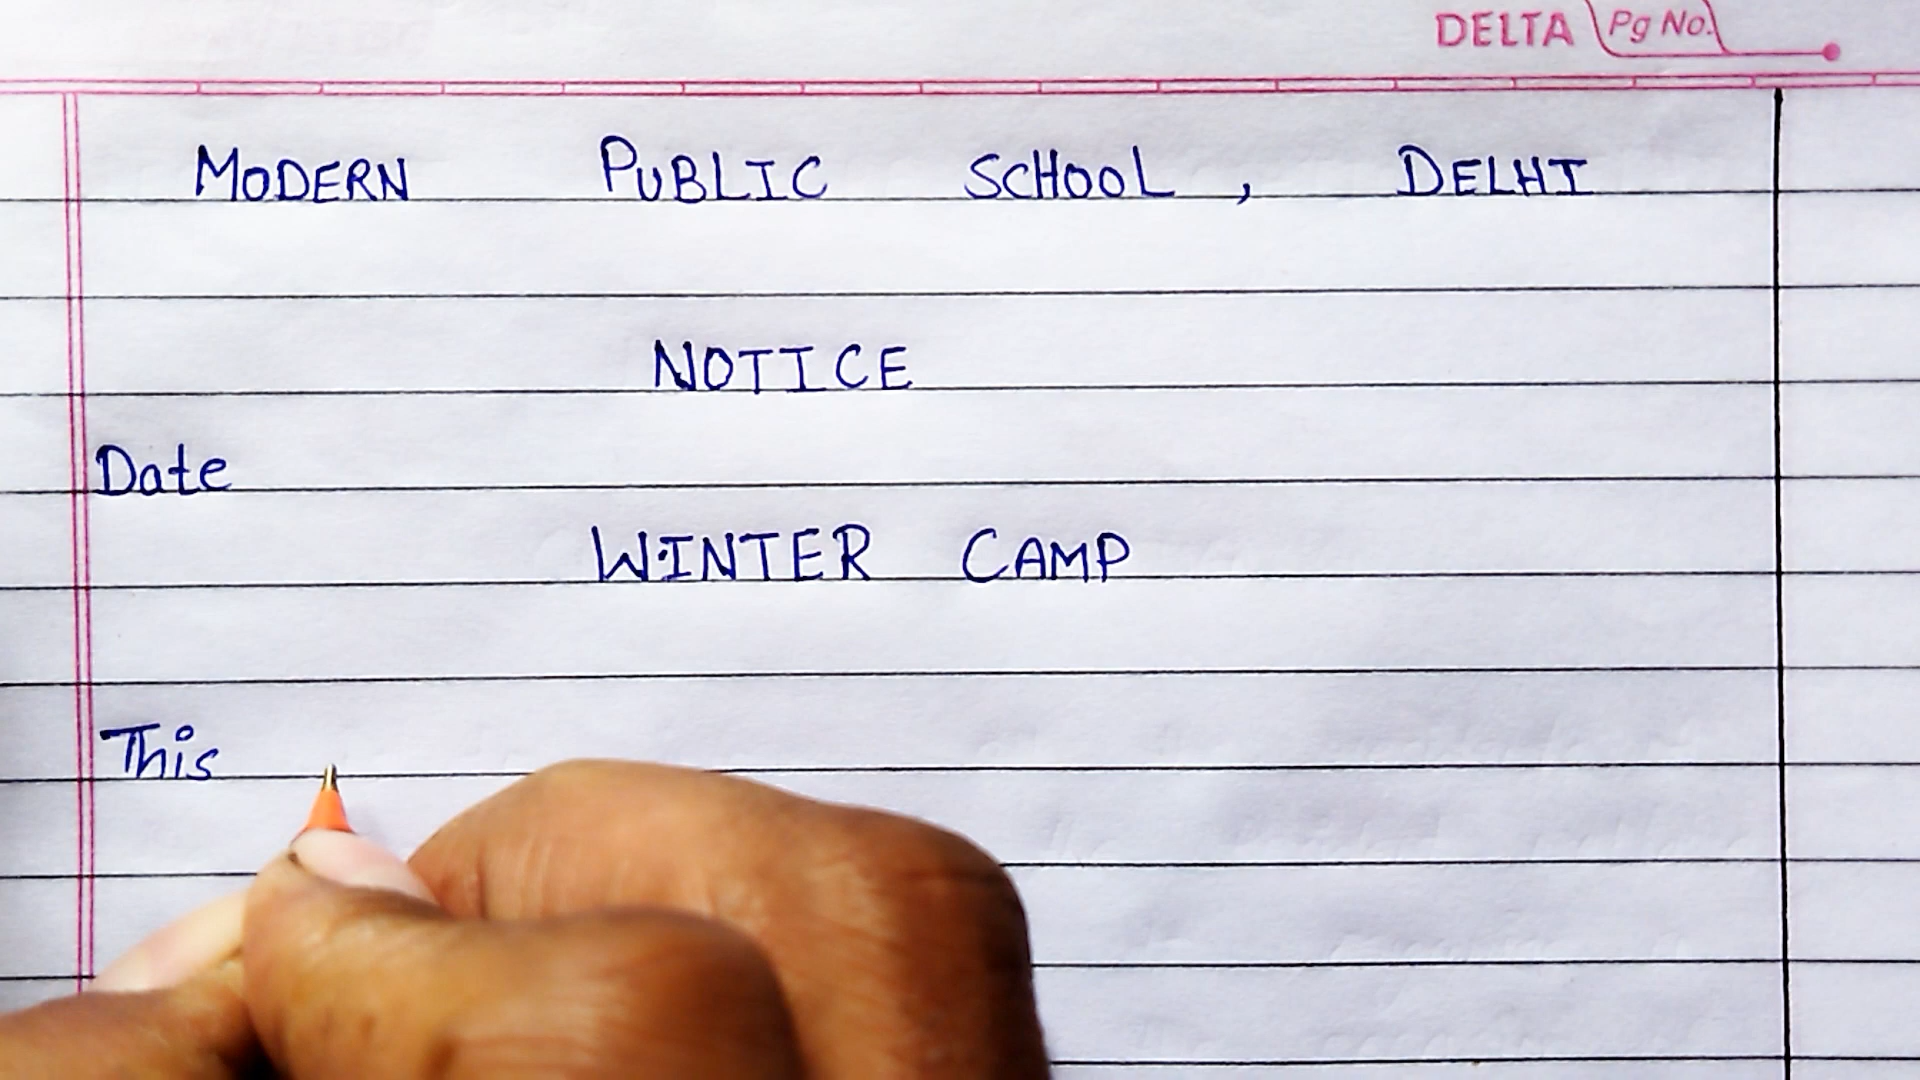 DELTA Pg No.
MODERN PUBLIC SCHOOL, DELHI
NOTICE
Date
WINTER CAMP
This